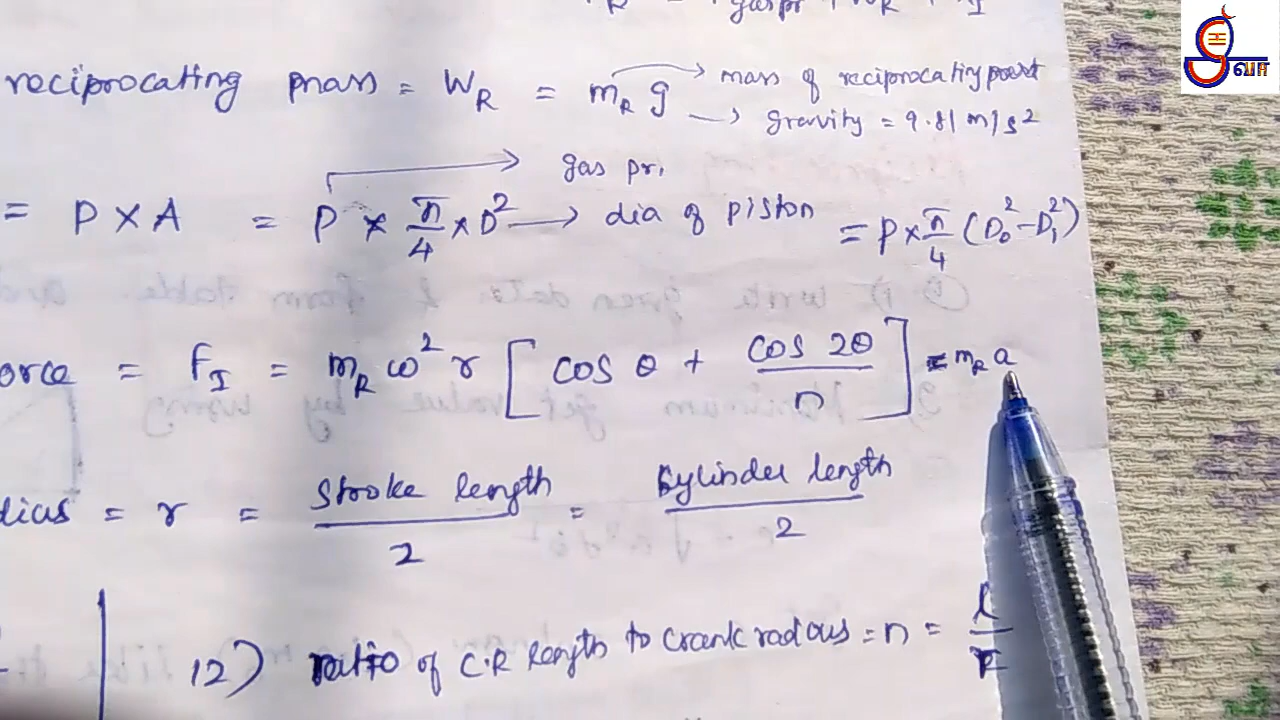 reciprocating mass = W_R = m_R g → mass of reciprocating part
→ gravity = 9.81 m/s²
gas pr.
= P × A = P × π/4 × D² → dia of piston = P × π/4 (D₀² - D₁²)
orce = F_I = m_R ω² r [cos θ + cos 2θ / n] = m_R a
dius = r = Stroke length / 2 = Cylinder length / 2
12) ratio of C.R length to crank radous = n = l/r
வா